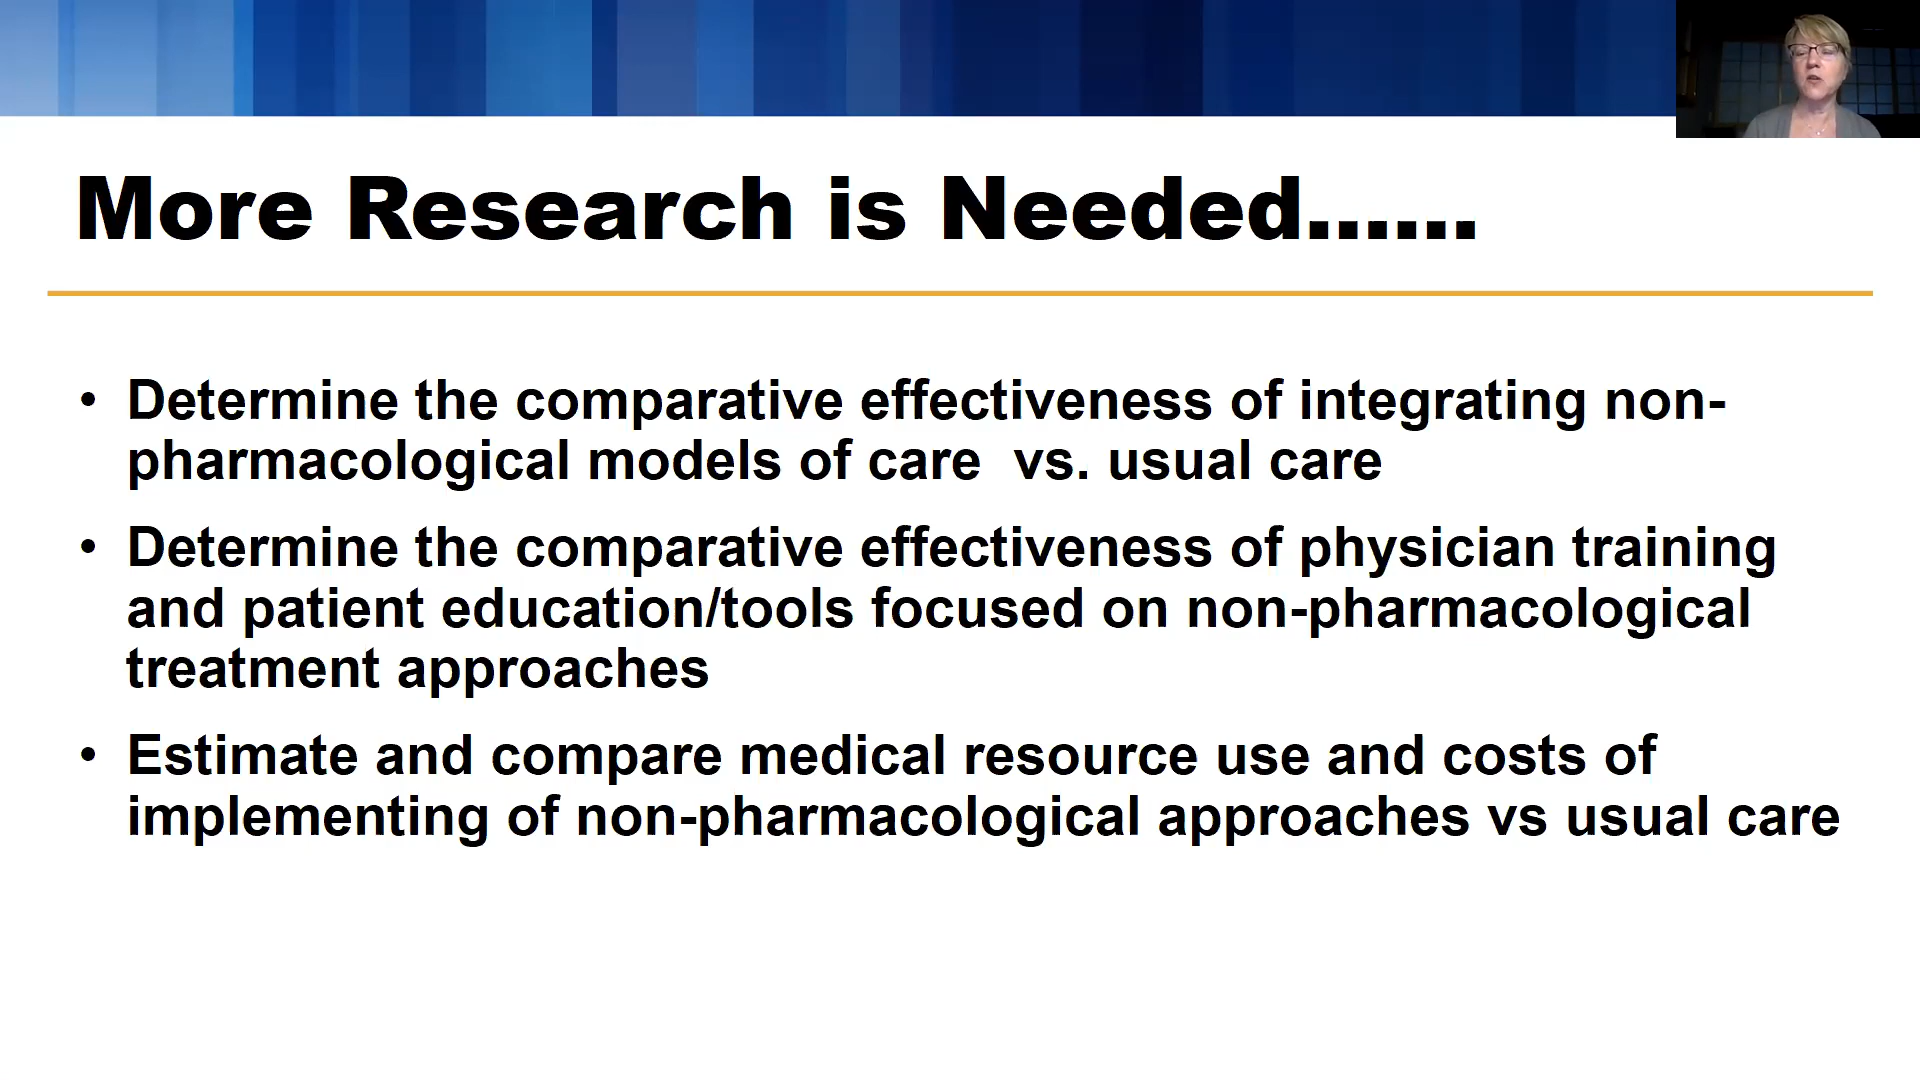 More Research is Needed......
• Determine the comparative effectiveness of integrating non-
pharmacological models of care  vs. usual care
• Determine the comparative effectiveness of physician training
and patient education/tools focused on non-pharmacological
treatment approaches
• Estimate and compare medical resource use and costs of
implementing of non-pharmacological approaches vs usual care